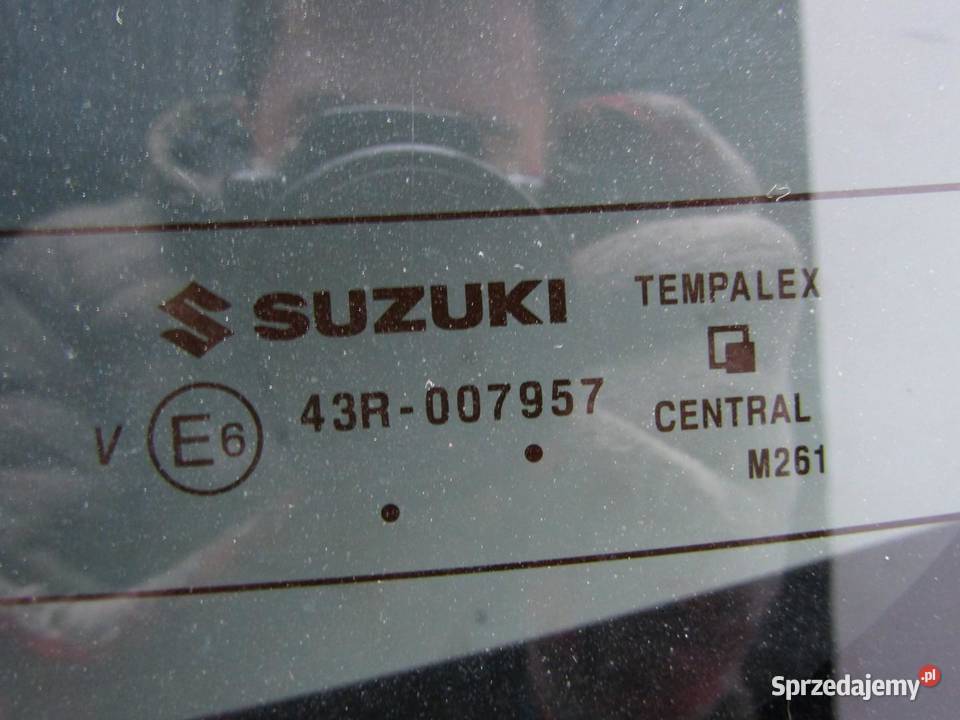 SUZUKI
TEMPALEX
V E6 43R-007957
CENTRAL
M261
Sprzedajemy.pl